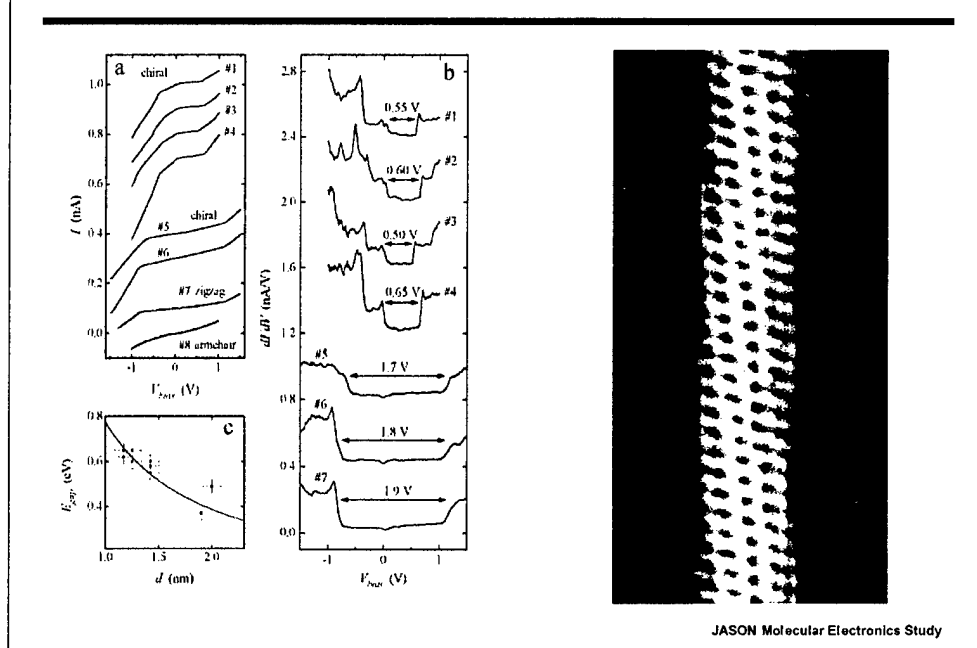 a
chiral
#1
#2
#3
#4
chiral
#5
#6
#7 zigzag
#8 armchair
1.0
0.8
0.6
0.4
0.2
0.0
I (nA)
-1
0
1
V_bias (V)
b
0.55 V
#1
0.60 V
#2
0.50 V
#3
0.65 V
#4
#5
1.7 V
#6
1.8 V
#7
1.9 V
2.8
2.4
2.0
1.6
1.2
0.8
0.4
0.0
dI/dV (nA/V)
-1
0
1
V_bias (V)
c
0.8
0.6
0.4
E_gap (eV)
1.0
1.5
2.0
d (nm)
JASON Molecular Electronics Study